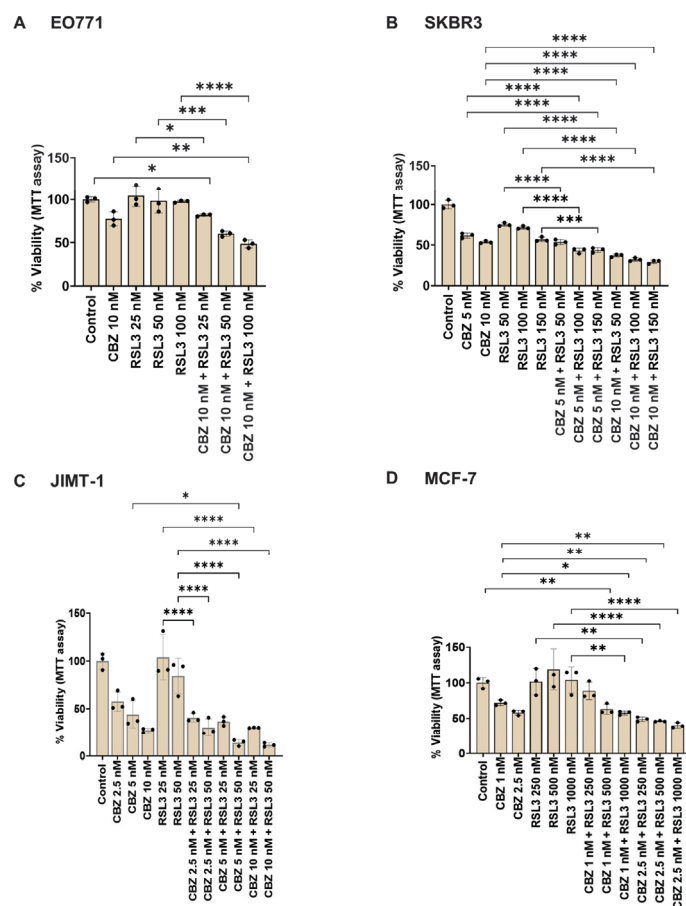 A EO771
****
***
*
**
*
% Viability (MTT assay)
150
100
50
0
Control
CBZ 10 nM
RSL3 25 nM
RSL3 50 nM
RSL3 100 nM
CBZ 10 nM + RSL3 25 nM
CBZ 10 nM + RSL3 50 nM
CBZ 10 nM + RSL3 100 nM
B SKBR3
****
****
****
****
****
****
****
****
****
****
***
% Viability (MTT assay)
150
100
50
0
Control
CBZ 5 nM
CBZ 10 nM
RSL3 50 nM
RSL3 100 nM
RSL3 150 nM
CBZ 5 nM + RSL3 50 nM
CBZ 5 nM + RSL3 100 nM
CBZ 5 nM + RSL3 150 nM
CBZ 10 nM + RSL3 50 nM
CBZ 10 nM + RSL3 100 nM
CBZ 10 nM + RSL3 150 nM
C JIMT-1
*
****
****
****
****
****
% Viability (MTT assay)
150
100
50
0
Control
CBZ 2.5 nM
CBZ 5 nM
CBZ 10 nM
RSL3 25 nM
RSL3 50 nM
CBZ 2.5 nM + RSL3 25 nM
CBZ 2.5 nM + RSL3 50 nM
CBZ 5 nM + RSL3 25 nM
CBZ 5 nM + RSL3 50 nM
CBZ 10 nM + RSL3 25 nM
CBZ 10 nM + RSL3 50 nM
D MCF-7
**
**
*
**
****
****
**
**
% Viability (MTT assay)
150
100
50
0
Control
CBZ 1 nM
CBZ 2.5 nM
RSL3 250 nM
RSL3 500 nM
RSL3 1000 nM
CBZ 1 nM + RSL3 250 nM
CBZ 1 nM + RSL3 500 nM
CBZ 1 nM + RSL3 1000 nM
CBZ 2.5 nM + RSL3 250 nM
CBZ 2.5 nM + RSL3 500 nM
CBZ 2.5 nM + RSL3 1000 nM